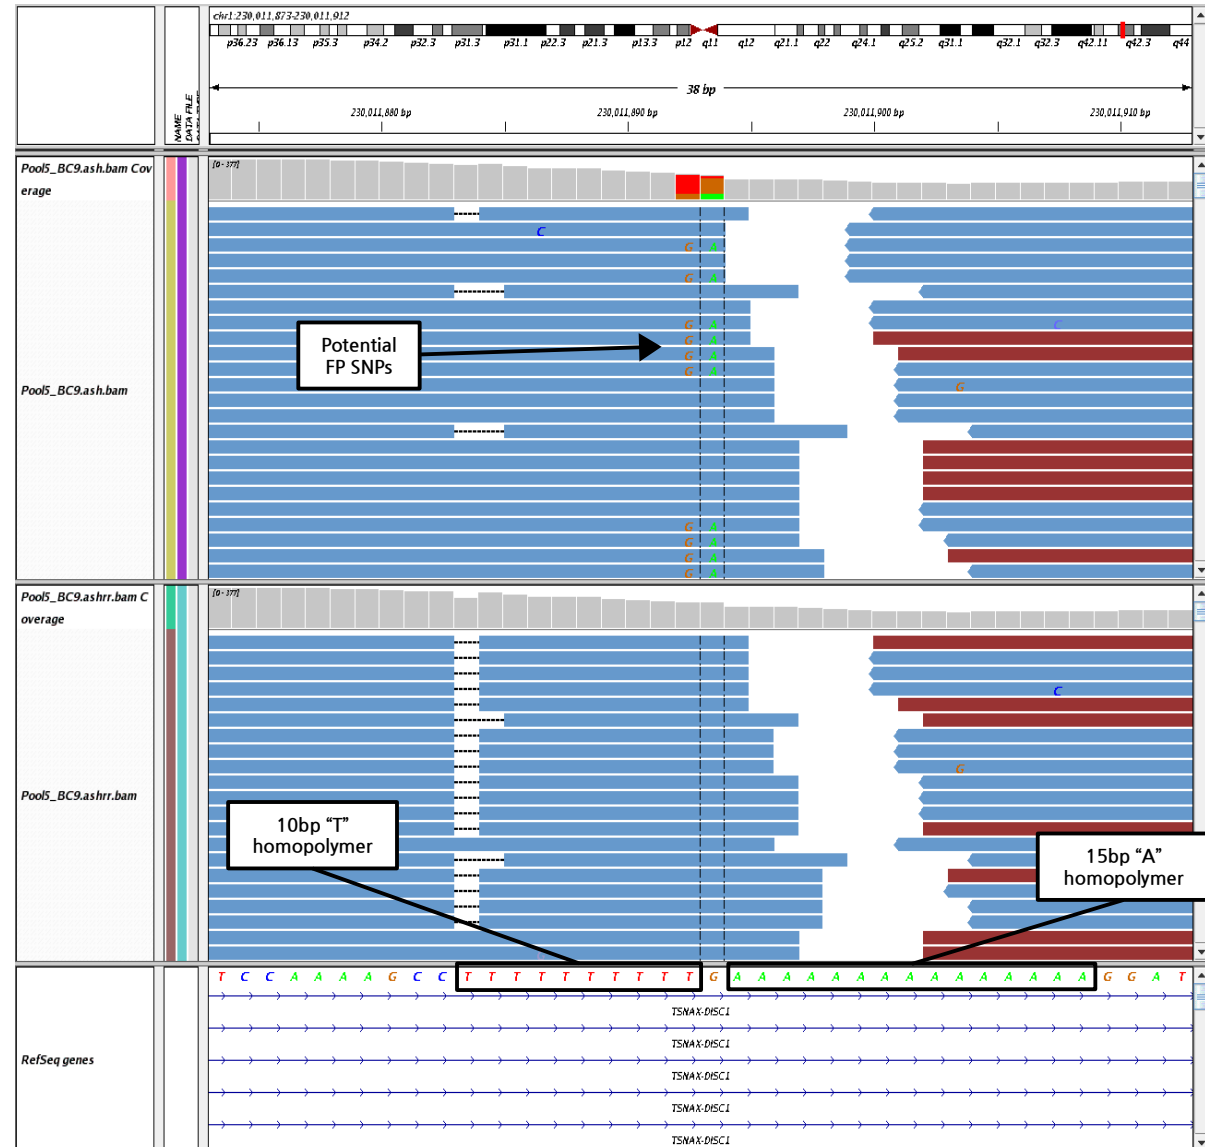 chr1:230,011,873-230,011,912
p36.23 p36.13 p35.3 p34.2 p32.3 p31.3 p31.1 p22.3 p21.3 p13.3 p12 q11 q12 q21.1 q22 q24.1 q25.2 q31.1 q32.1 q32.3 q42.11 q42.3 q44
38 bp
230,011,880 bp 230,011,890 bp 230,011,900 bp 230,011,910 bp
NAME
DATA FILE
Pool5_BC9.ash.bam Cov
erage
[0 - 377]
C
G A
G A
G A C
G A
G A
G A
Potential
FP SNPs
Pool5_BC9.ash.bam
G
G A
G A
G A
G A
Pool5_BC9.ashrr.bam C
overage
[0 - 377]
C
G
Pool5_BC9.ashrr.bam
10bp “T”
homopolymer
15bp “A”
homopolymer
T C C A A A A G C C T T T T T T T T T T G A A A A A A A A A A A A A A A G G A T
TSNAX-DISC1
TSNAX-DISC1
RefSeq genes
TSNAX-DISC1
TSNAX-DISC1
TSNAX-DISC1